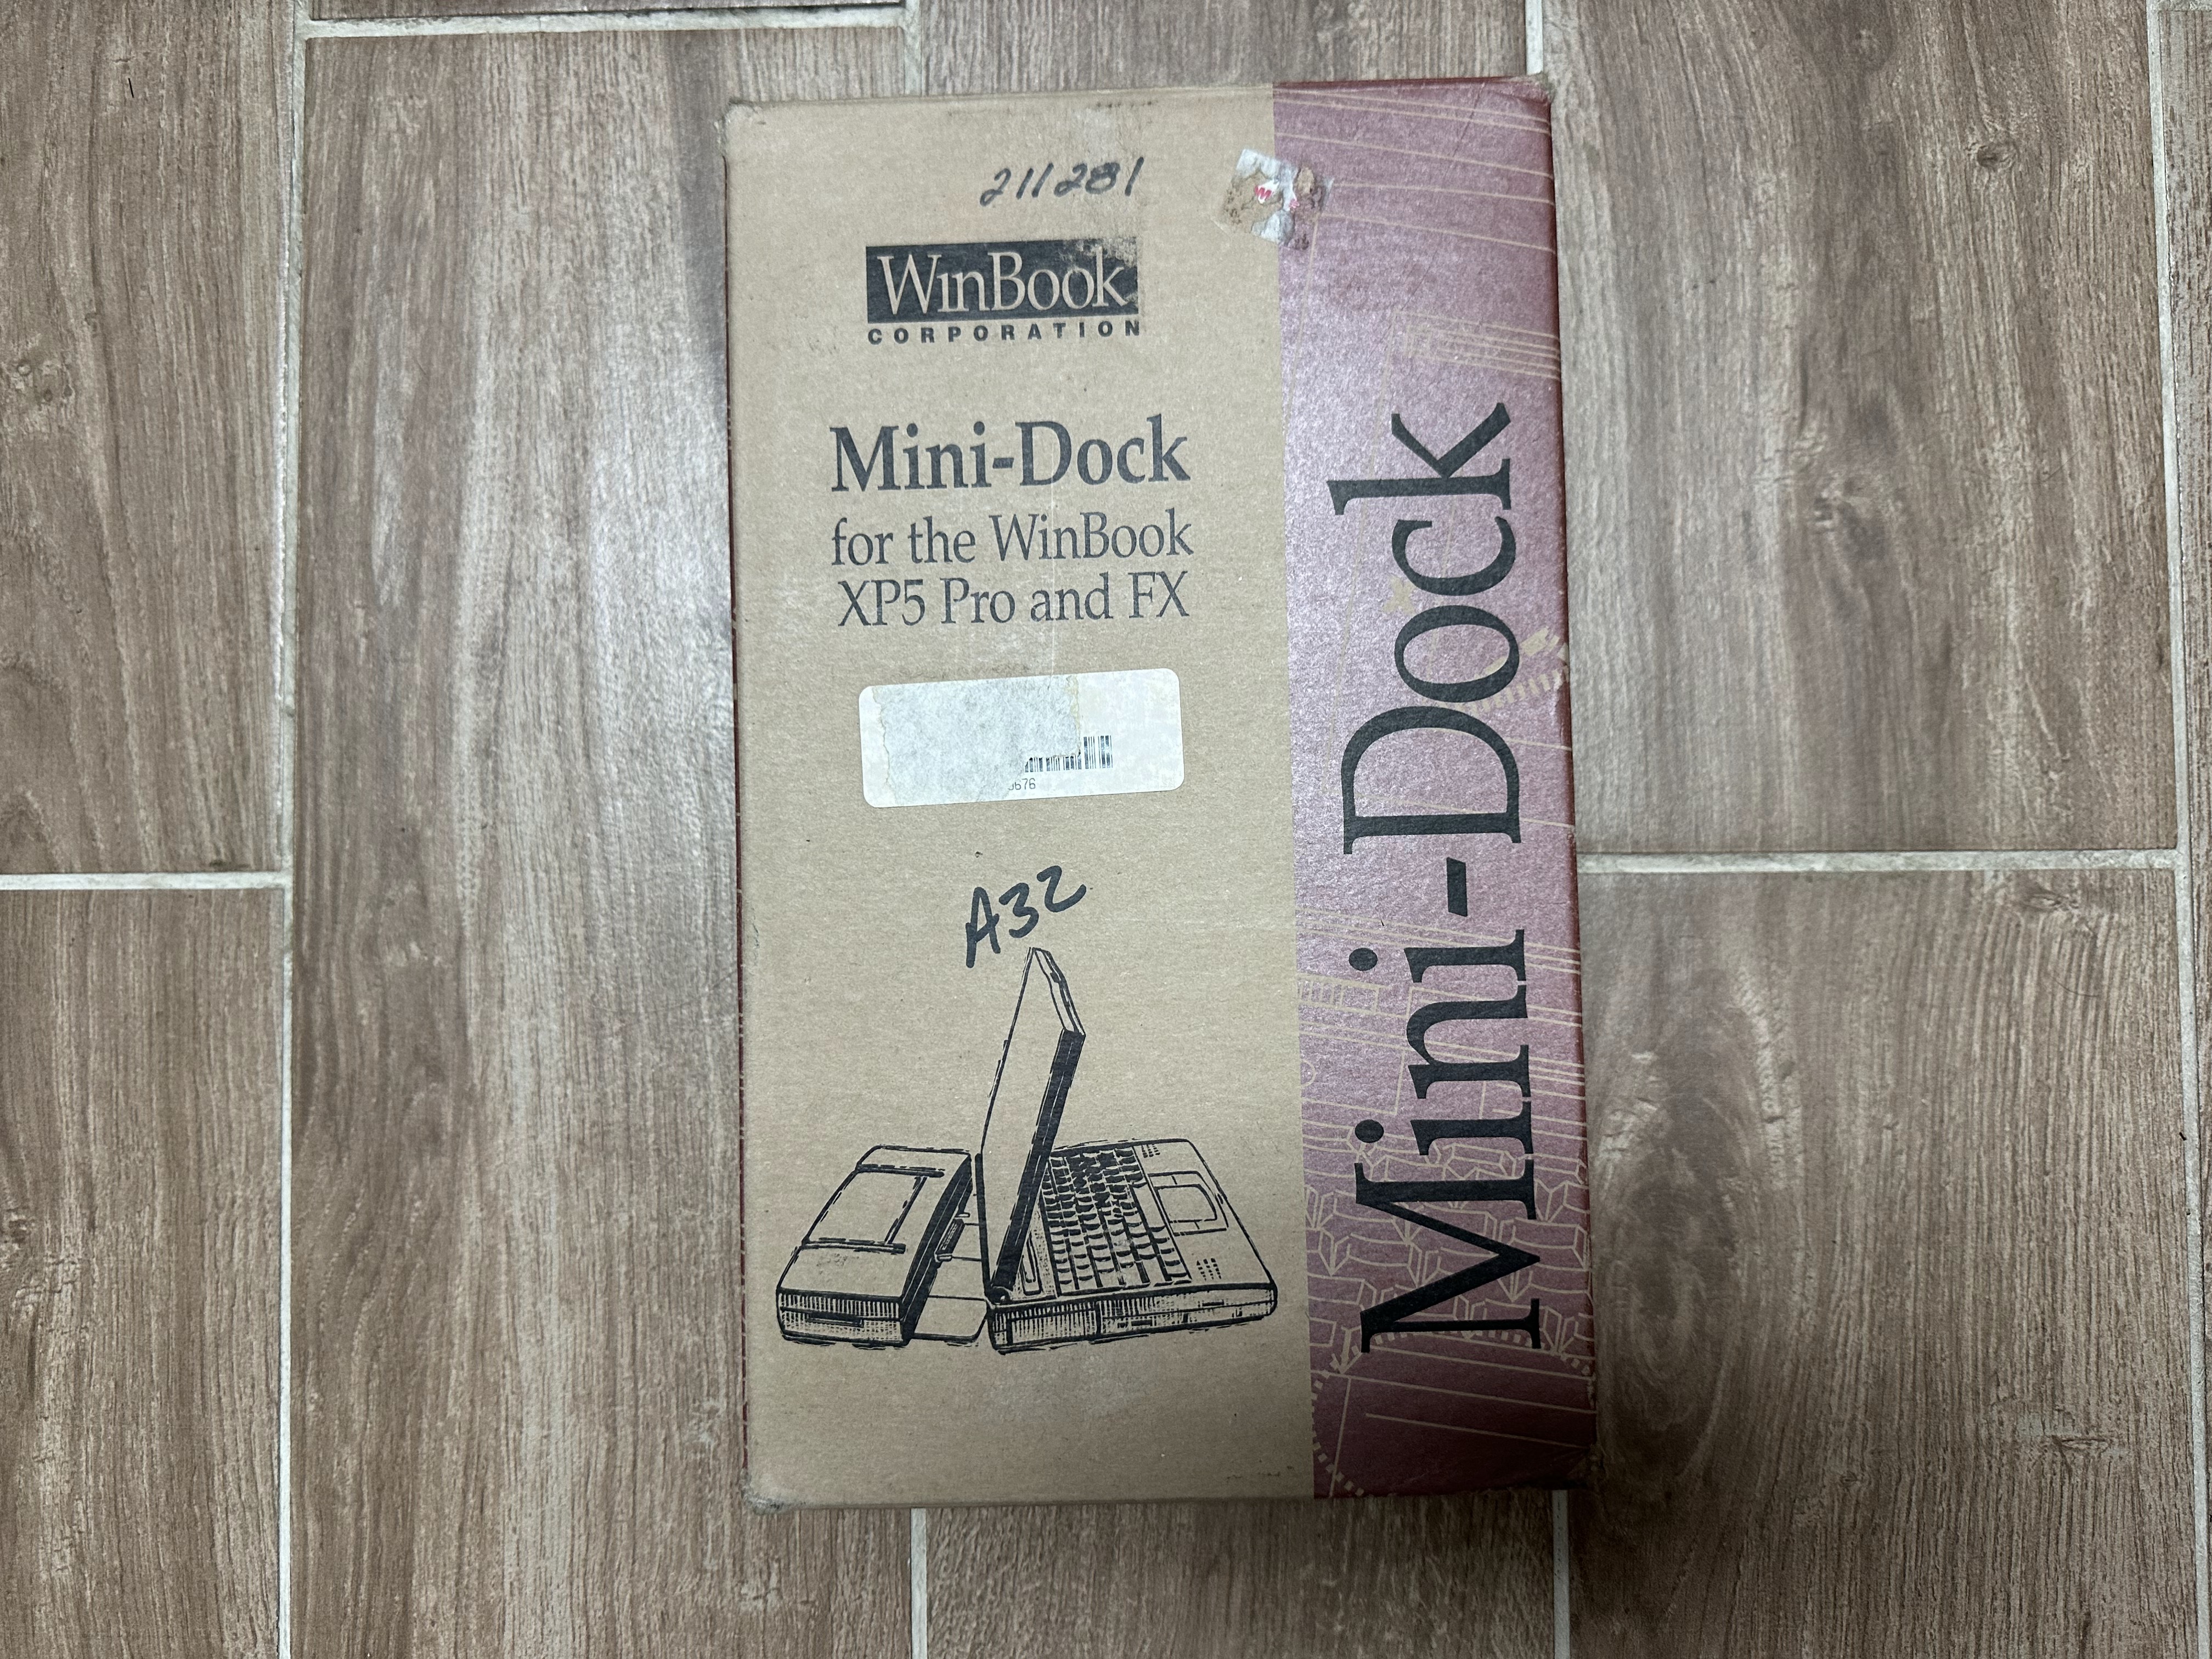 211281
WinBook
CORPORATION
Mini-Dock
for the WinBook
XP5 Pro and FX
A32
Mini-Dock